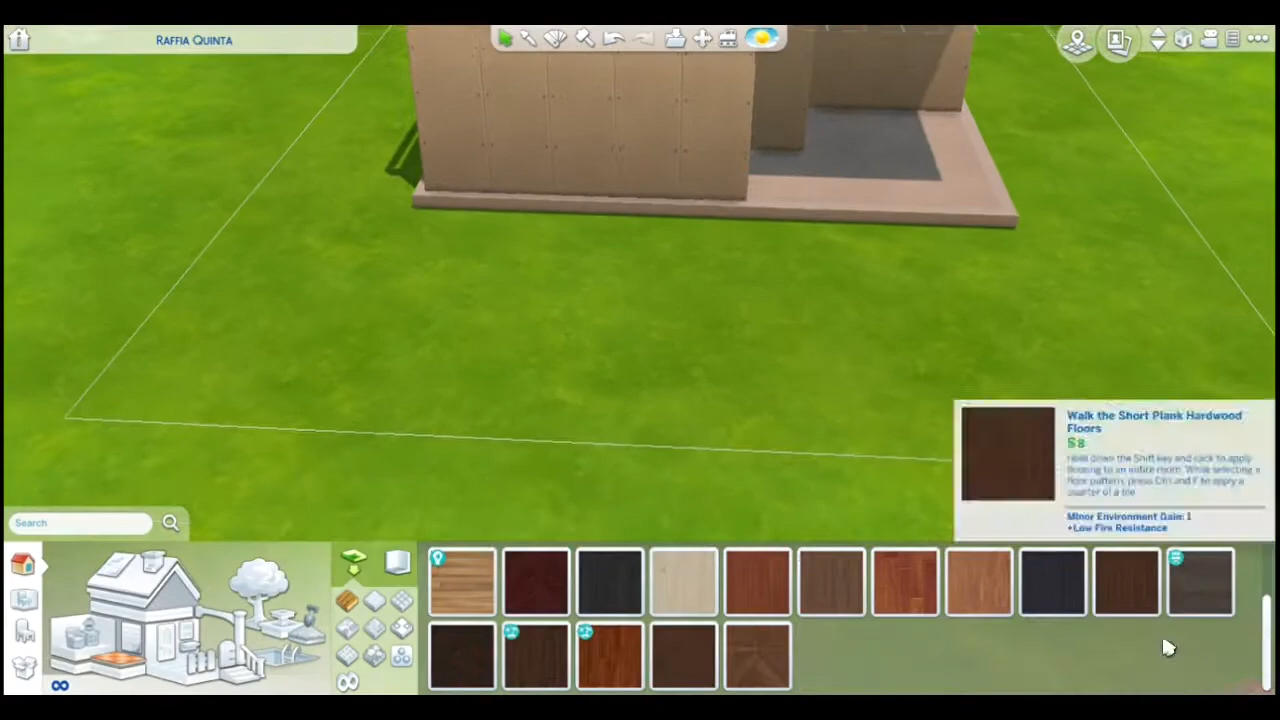 RAFFIA QUINTA
Walk the Short Plank Hardwood
Floors
§8
Hold down the Shift key and click to apply
flooring to an entire room. While selecting a
floor pattern, press Ctrl and F to apply a
quarter of a tile
Minor Environment Gain: 1
+Low Fire Resistance
Search